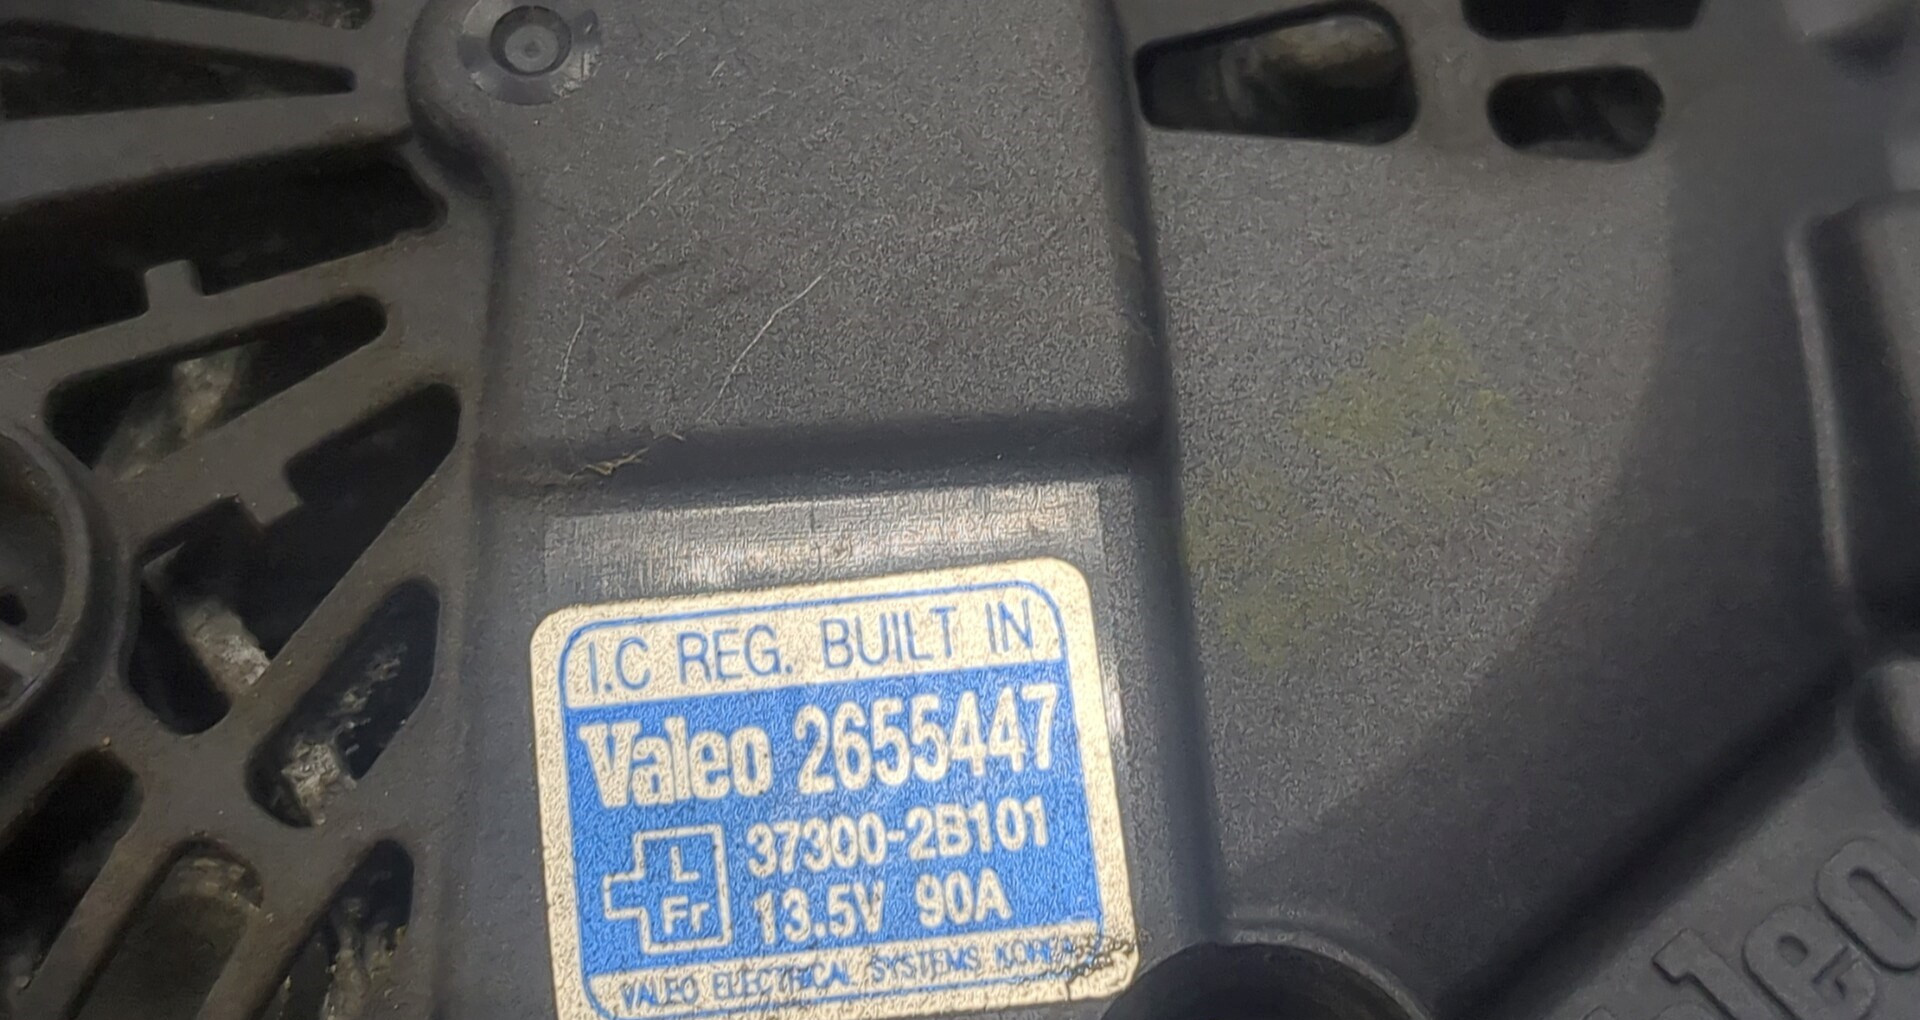 I.C REG. BUILT IN
Valeo 2655447
L 37300-2B101
Fr 13.5V 90A
VALEO ELECTRICAL SYSTEMS KOREA